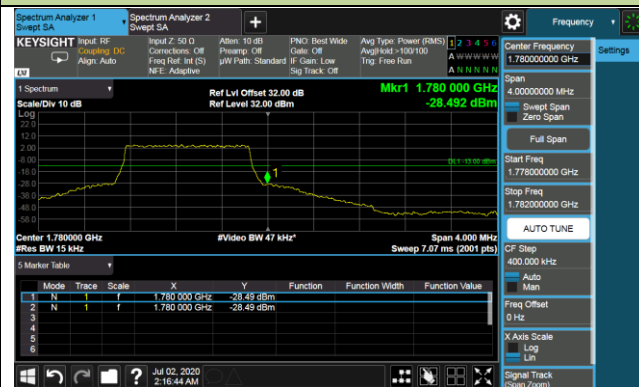 Spectrum Analyzer 1
Swept SA
Spectrum Analyzer 2
Swept SA
+
Frequency
KEYSIGHT
Input: RF
Coupling: DC
Align: Auto
Input Z: 50 Ω
Corrections: Off
Freq Ref: Int (S)
NFE: Adaptive
Atten: 10 dB
Preamp: Off
µW Path: Standard
PNO: Best Wide
Gate: Off
IF Gain: Low
Sig Track: Off
Avg Type: Power (RMS)
Avg|Hold:>100/100
Trig: Free Run
1 2 3 4 5 6
A W W W W W
A N N N N N
LXI
1 Spectrum
Scale/Div 10 dB
Ref Lvl Offset 32.00 dB
Ref Level 32.00 dBm
Mkr1 1.780 000 GHz
-28.492 dBm
Log
22.0
12.0
2.00
-8.00
-18.0
-28.0
-38.0
-48.0
-58.0
DL1 -13.00 dBm
1
Center 1.780000 GHz
#Res BW 15 kHz
#Video BW 47 kHz*
Span 4.000 MHz
Sweep 7.07 ms (2001 pts)
5 Marker Table
Mode Trace Scale X Y Function Function Width Function Value
1 N 1 f 1.780 000 GHz -28.49 dBm
2 N 1 f 1.780 000 GHz -28.49 dBm
3
4
5
6
Jul 02, 2020
2:16:44 AM
Center Frequency
1.780000000 GHz
Settings
Span
4.00000000 MHz
Swept Span
Zero Span
Full Span
Start Freq
1.778000000 GHz
Stop Freq
1.782000000 GHz
AUTO TUNE
CF Step
400.000 kHz
Auto
Man
Freq Offset
0 Hz
X Axis Scale
Log
Lin
Signal Track
(Span Zoom)